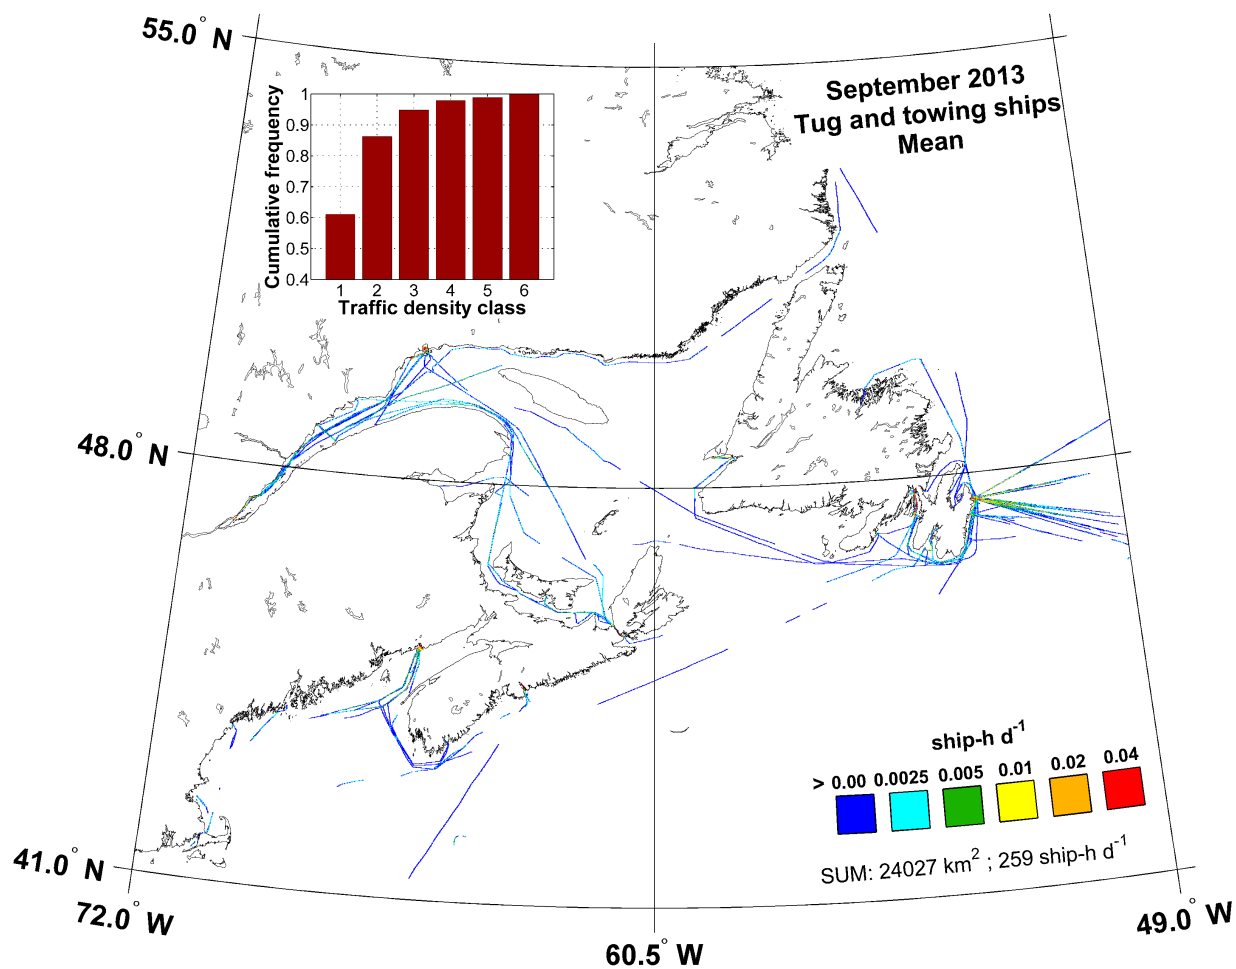 55.0° N
September 2013
Tug and towing ships
Mean
Cumulative frequency
1
0.9
0.8
0.7
0.6
0.5
0.4
1 2 3 4 5 6
Traffic density class
48.0° N
ship-h d-1
> 0.00 0.0025 0.005 0.01 0.02 0.04
SUM: 24027 km2 ; 259 ship-h d-1
41.0° N
72.0° W
60.5° W
49.0° W